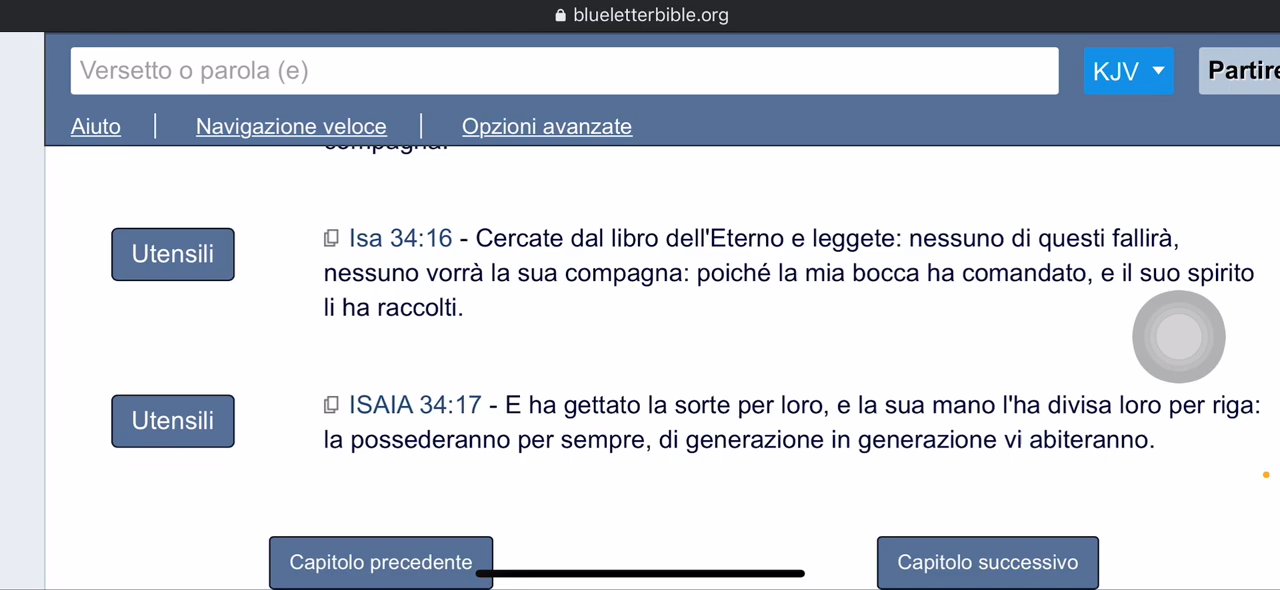 blueletterbible.org
Versetto o parola (e)
KJV
Partire
Aiuto | Navigazione veloce | Opzioni avanzate
compagna.
Utensili
Isa 34:16 - Cercate dal libro dell'Eterno e leggete: nessuno di questi fallirà,
nessuno vorrà la sua compagna: poiché la mia bocca ha comandato, e il suo spirito
li ha raccolti.
Utensili
ISAIA 34:17 - E ha gettato la sorte per loro, e la sua mano l'ha divisa loro per riga:
la possederanno per sempre, di generazione in generazione vi abiteranno.
Capitolo precedente
Capitolo successivo